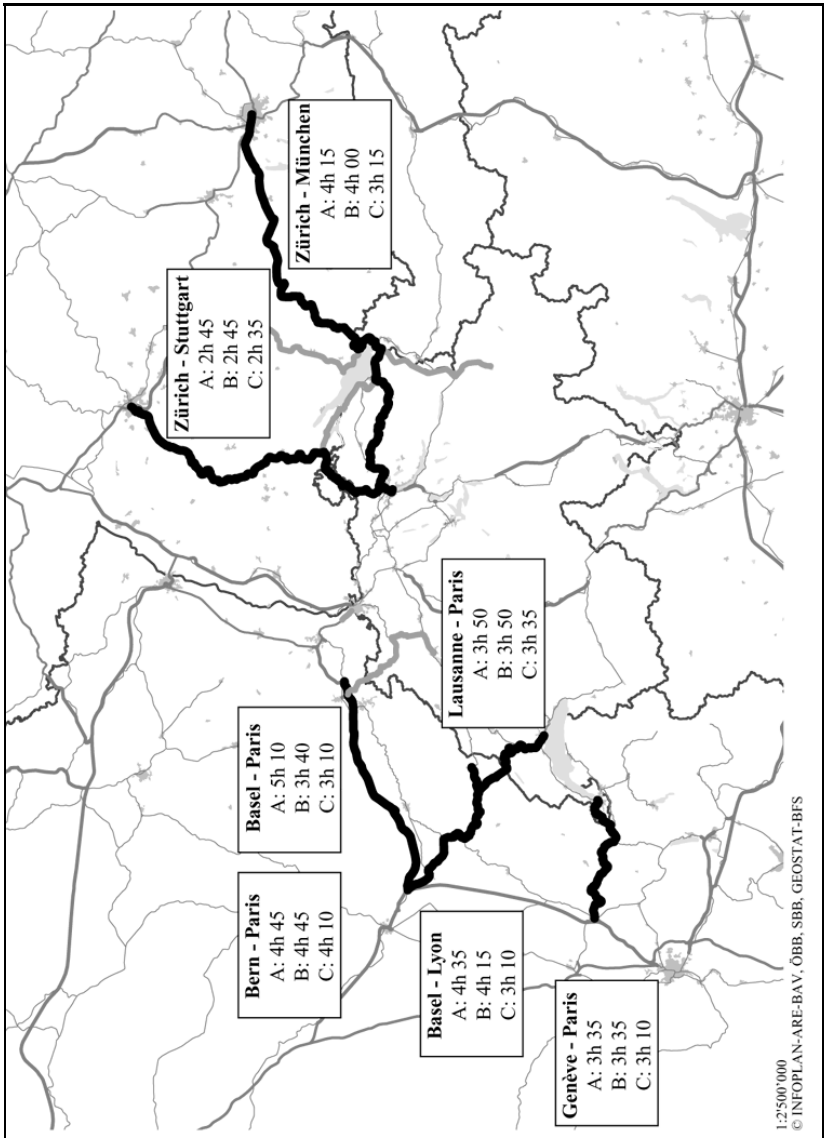 Zürich - Stuttgart
A: 2h 45
B: 2h 45
C: 2h 35
Zürich - München
A: 4h 15
B: 4h 00
C: 3h 15
Bern - Paris
A: 4h 45
B: 4h 45
C: 4h 10
Basel - Paris
A: 5h 10
B: 3h 40
C: 3h 10
Basel - Lyon
A: 4h 35
B: 4h 15
C: 3h 10
Lausanne - Paris
A: 3h 50
B: 3h 50
C: 3h 35
Genève - Paris
A: 3h 35
B: 3h 35
C: 3h 10
1:2'500'000
© INFOPLAN-ARE-BAV, ÖBB, SBB, GEOSTAT-BFS